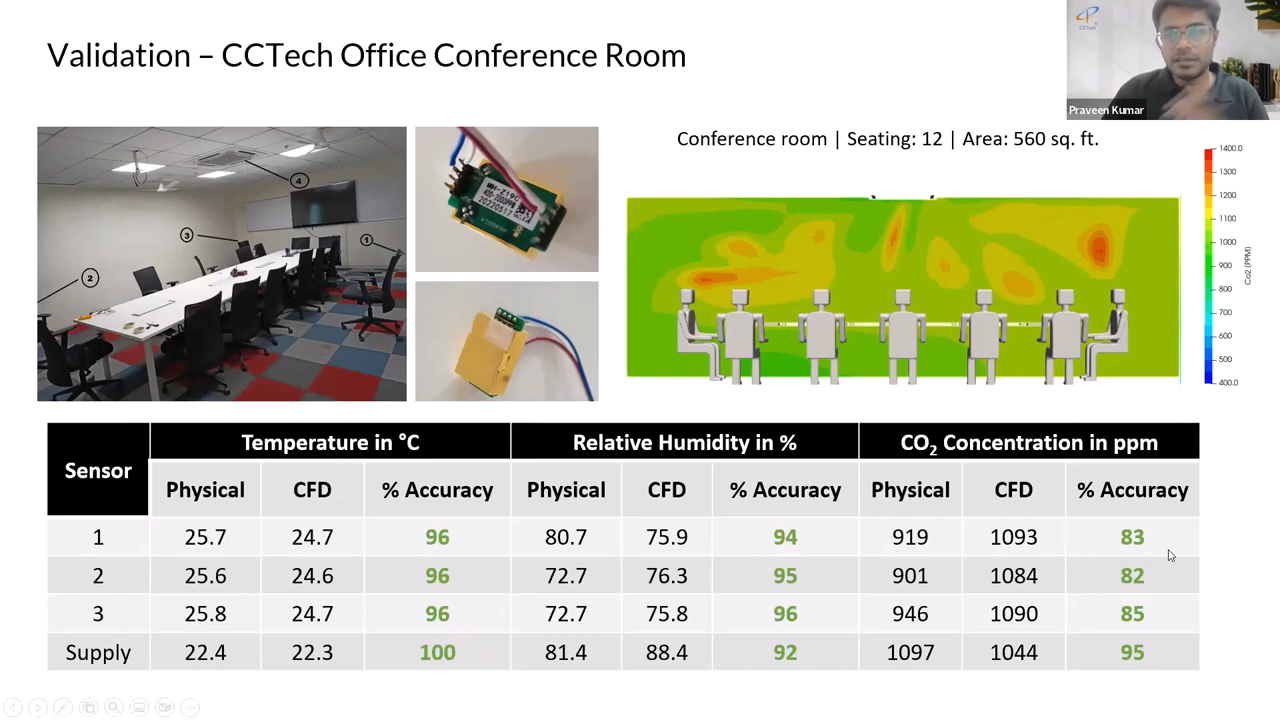 Validation – CCTech Office Conference Room
CCTech
Praveen Kumar
Conference room | Seating: 12 | Area: 560 sq. ft.
4
3
1
2
1400.0
1300
1200
1100
1000
900
800
700
600
500
400.0
Co2 (PPM)
Sensor
Temperature in °C
Relative Humidity in %
CO₂ Concentration in ppm
Physical CFD % Accuracy Physical CFD % Accuracy Physical CFD % Accuracy
1 25.7 24.7 96 80.7 75.9 94 919 1093 83
2 25.6 24.6 96 72.7 76.3 95 901 1084 82
3 25.8 24.7 96 72.7 75.8 96 946 1090 85
Supply 22.4 22.3 100 81.4 88.4 92 1097 1044 95